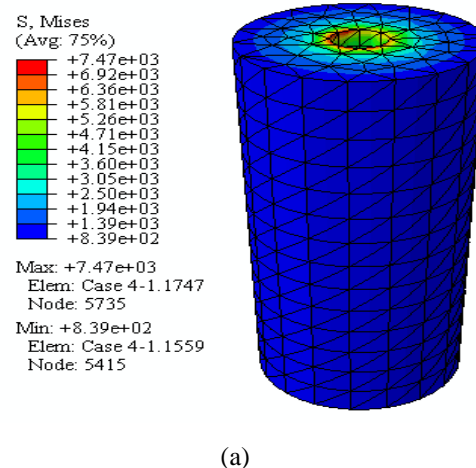 S, Mises
(Avg: 75%)
+7.47e+03
+6.92e+03
+6.36e+03
+5.81e+03
+5.26e+03
+4.71e+03
+4.15e+03
+3.60e+03
+3.05e+03
+2.50e+03
+1.94e+03
+1.39e+03
+8.39e+02
Max: +7.47e+03
Elem: Case 4-1.1747
Node: 5735
Min: +8.39e+02
Elem: Case 4-1.1559
Node: 5415
(a)